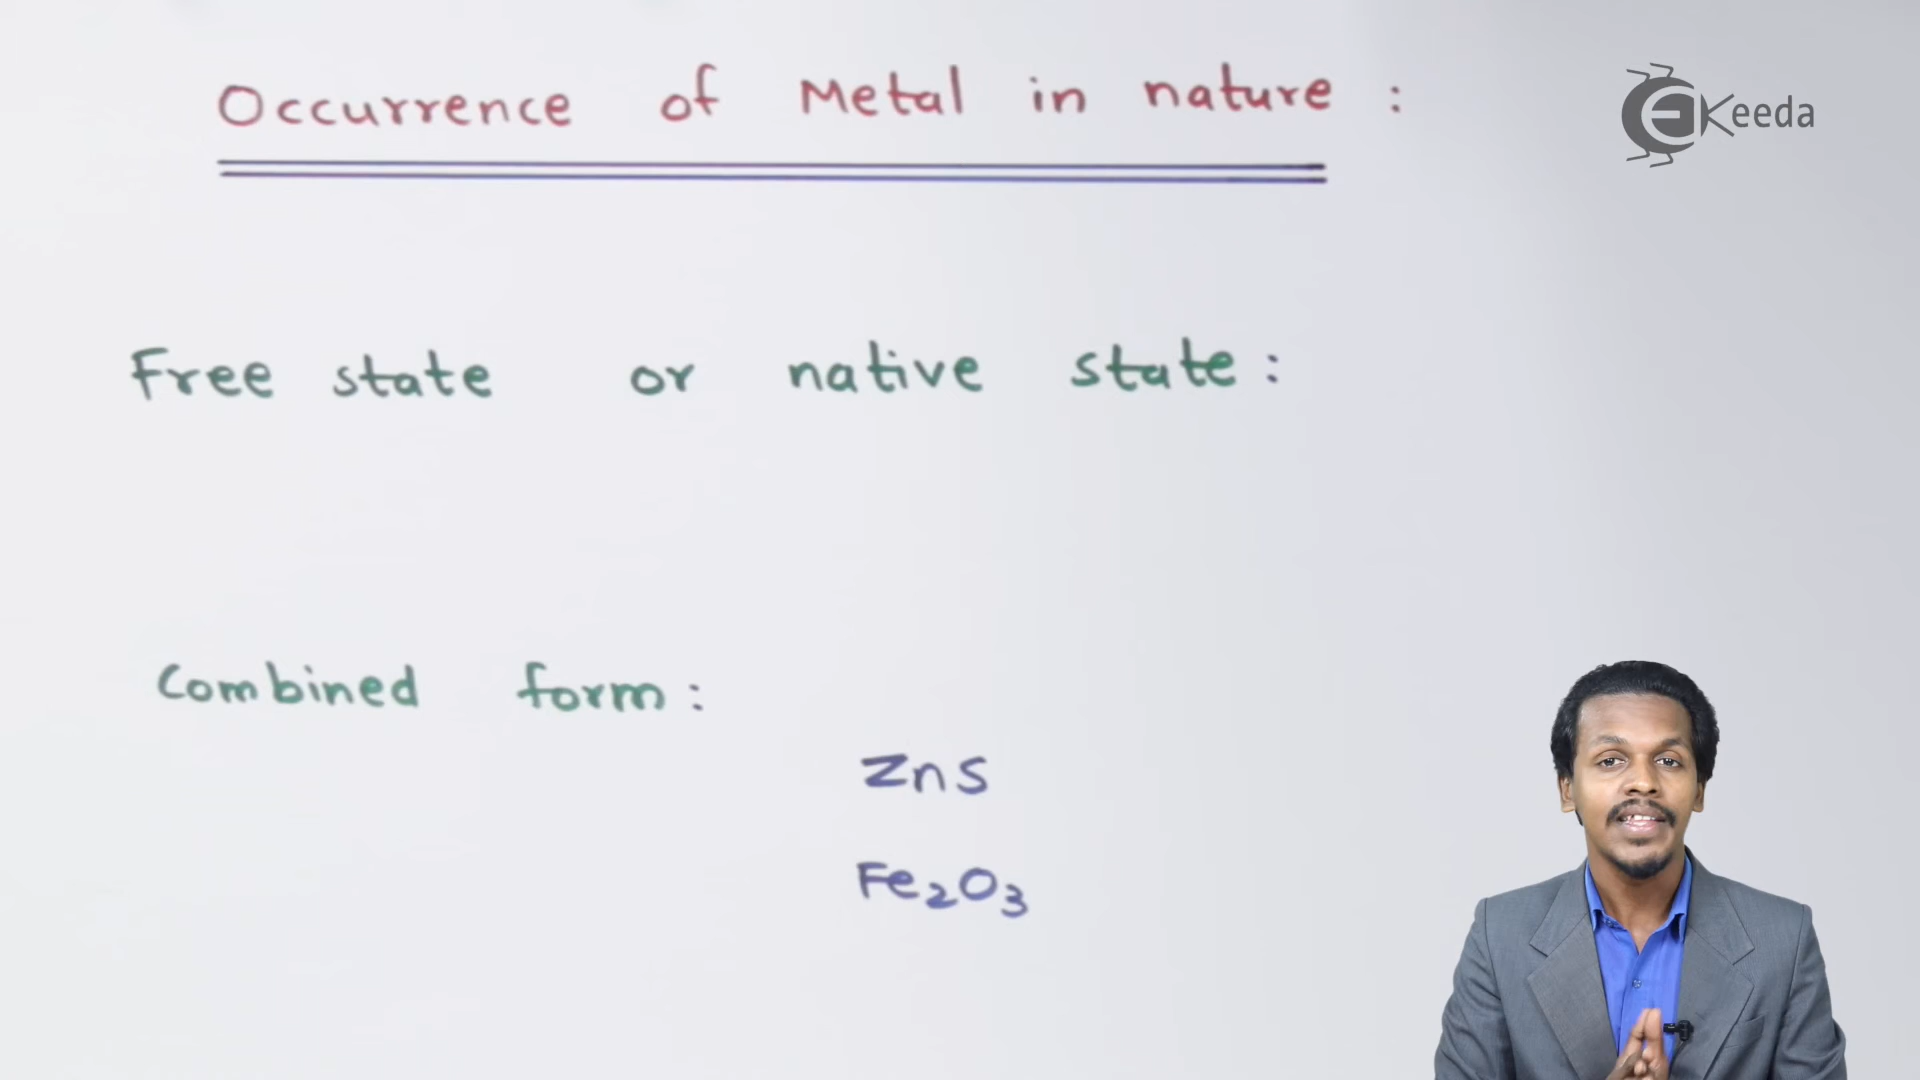 Occurrence of Metal in nature :
EKeeda
Free state or native state :
Combined form :
ZnS
Fe₂O₃